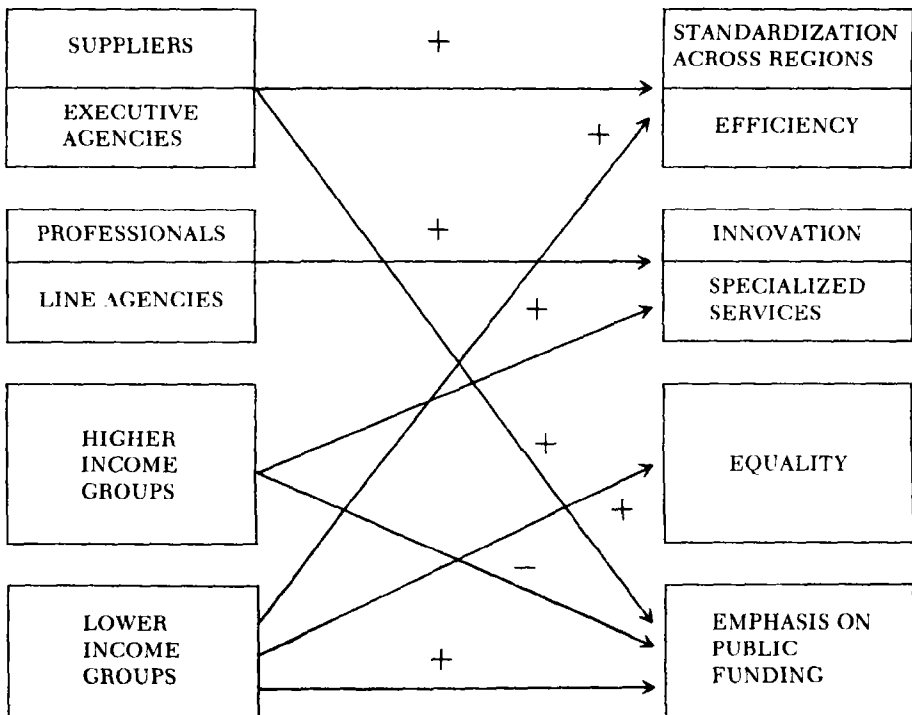 SUPPLIERS
EXECUTIVE
AGENCIES
PROFESSIONALS
LINE AGENCIES
HIGHER
INCOME
GROUPS
LOWER
INCOME
GROUPS
+
+
+
+
+
+
−
+
STANDARDIZATION
ACROSS REGIONS
EFFICIENCY
INNOVATION
SPECIALIZED
SERVICES
EQUALITY
EMPHASIS ON
PUBLIC
FUNDING